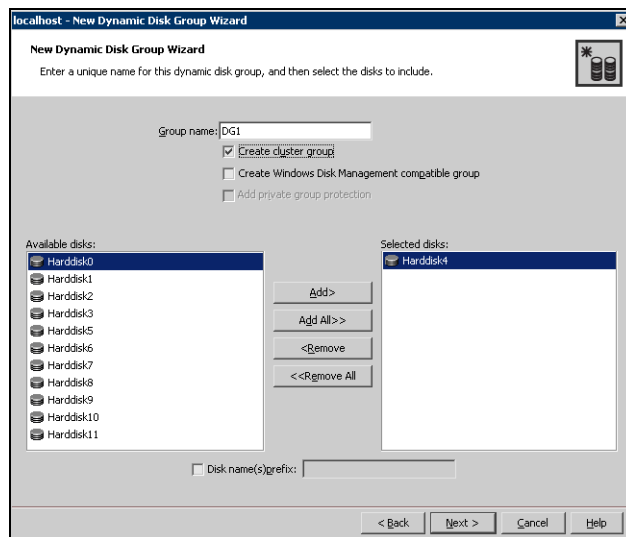 localhost - New Dynamic Disk Group Wizard
New Dynamic Disk Group Wizard
Enter a unique name for this dynamic disk group, and then select the disks to include.
Group name: DG1
Create cluster group
Create Windows Disk Management compatible group
Add private group protection
Available disks:
Harddisk0
Harddisk1
Harddisk2
Harddisk3
Harddisk5
Harddisk6
Harddisk7
Harddisk8
Harddisk9
Harddisk10
Harddisk11
Add>
Add All>>
<Remove
<<Remove All
Selected disks:
Harddisk4
Disk name(s)prefix:
< Back
Next >
Cancel
Help